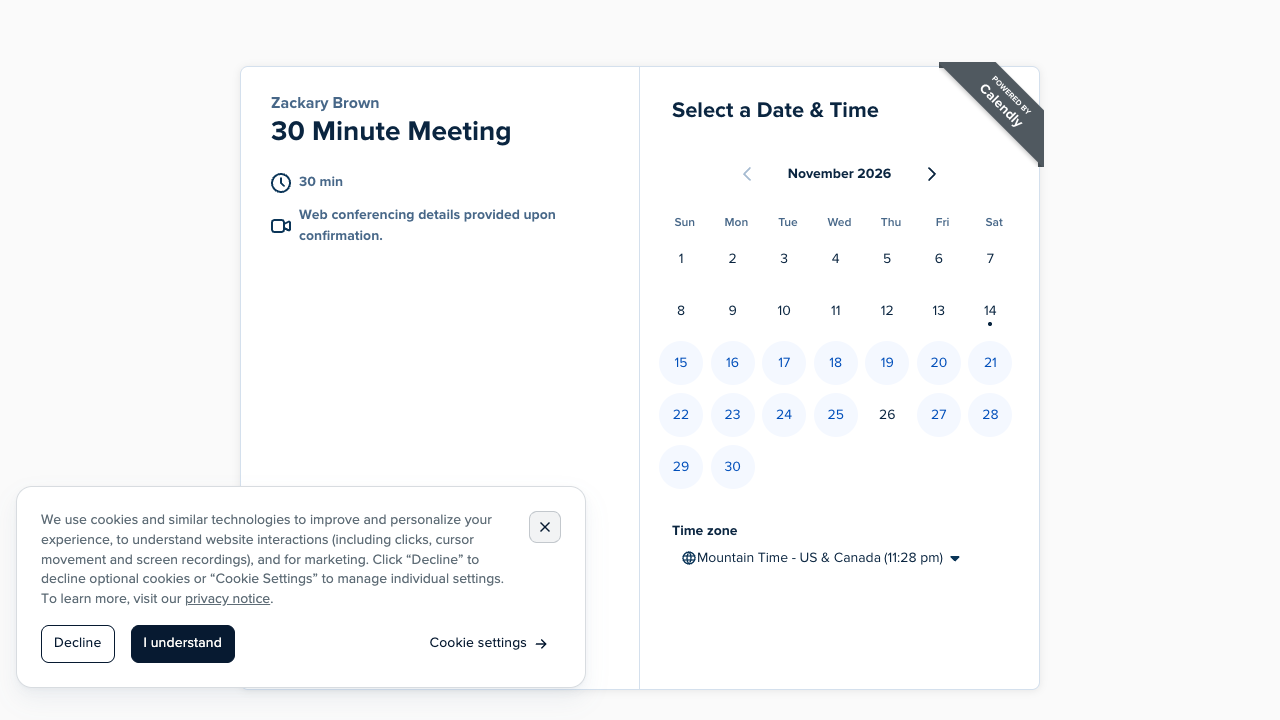 Zackary Brown
30 Minute Meeting
30 min
Web conferencing details provided upon
confirmation.
Select a Date & Time
POWERED BY
Calendly
November 2026
Sun Mon Tue Wed Thu Fri Sat
1 2 3 4 5 6 7
8 9 10 11 12 13 14
15 16 17 18 19 20 21
22 23 24 25 26 27 28
29 30
Time zone
Mountain Time - US & Canada (11:28 pm)
We use cookies and similar technologies to improve and personalize your
experience, to understand website interactions (including clicks, cursor
movement and screen recordings), and for marketing. Click “Decline” to
decline optional cookies or “Cookie Settings” to manage individual settings.
To learn more, visit our privacy notice.
Decline
I understand
Cookie settings